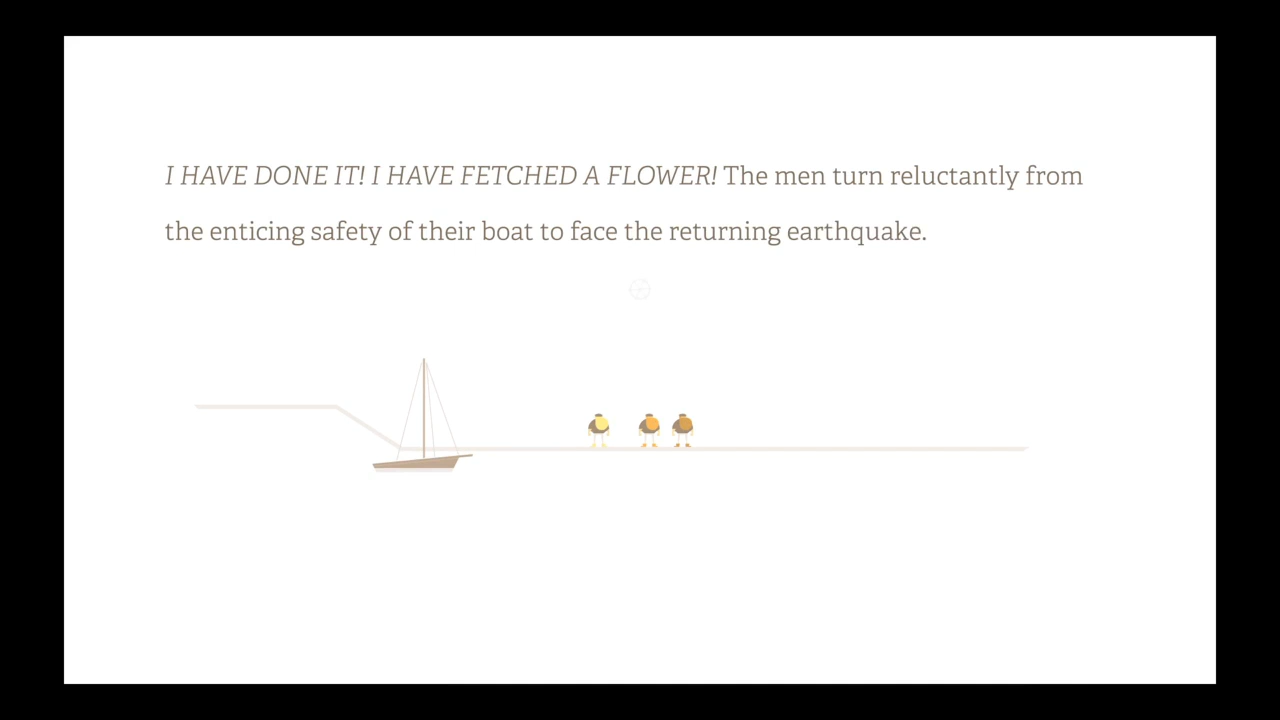 I HAVE DONE IT! I HAVE FETCHED A FLOWER! The men turn reluctantly from
the enticing safety of their boat to face the returning earthquake.